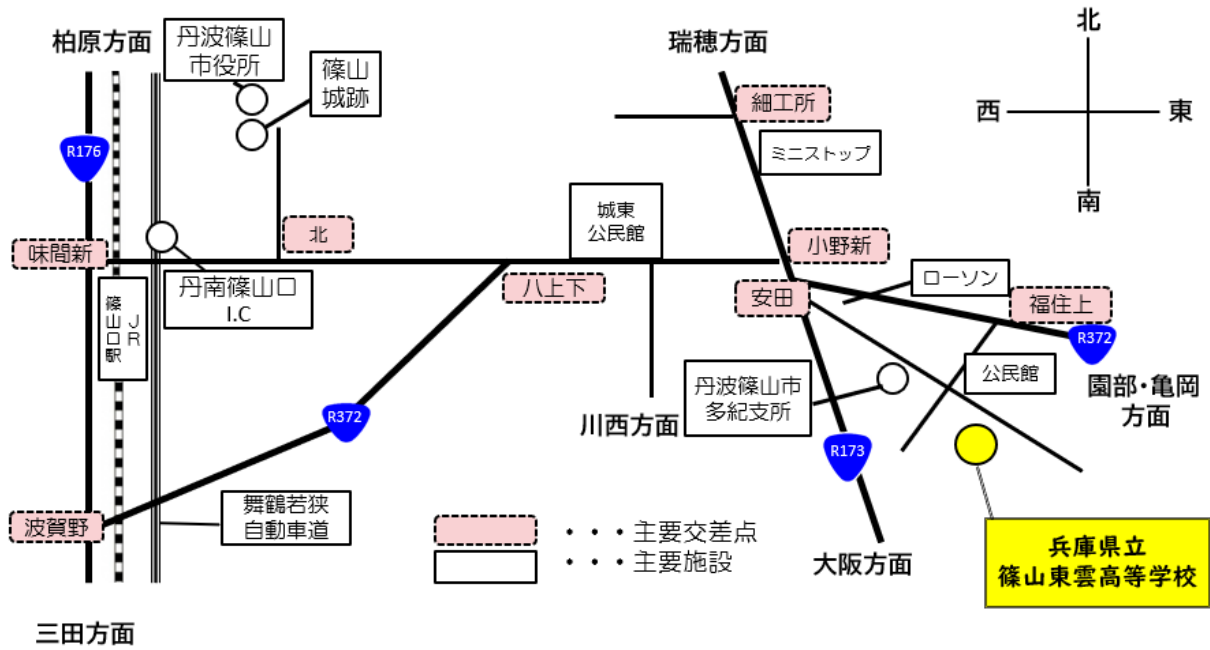 柏原方面
丹波篠山
市役所
篠山
城跡
瑞穂方面
細工所
北
西
東
南
R176
ミニストップ
味間新
北
城東
公民館
小野新
丹南篠山口
I.C
八上下
安田
ローソン
福住上
R372
JR
篠山口駅
公民館
園部・亀岡
方面
丹波篠山市
多紀支所
R372
川西方面
R173
波賀野
舞鶴若狭
自動車道
・・・主要交差点
・・・主要施設
大阪方面
兵庫県立
篠山東雲高等学校
三田方面